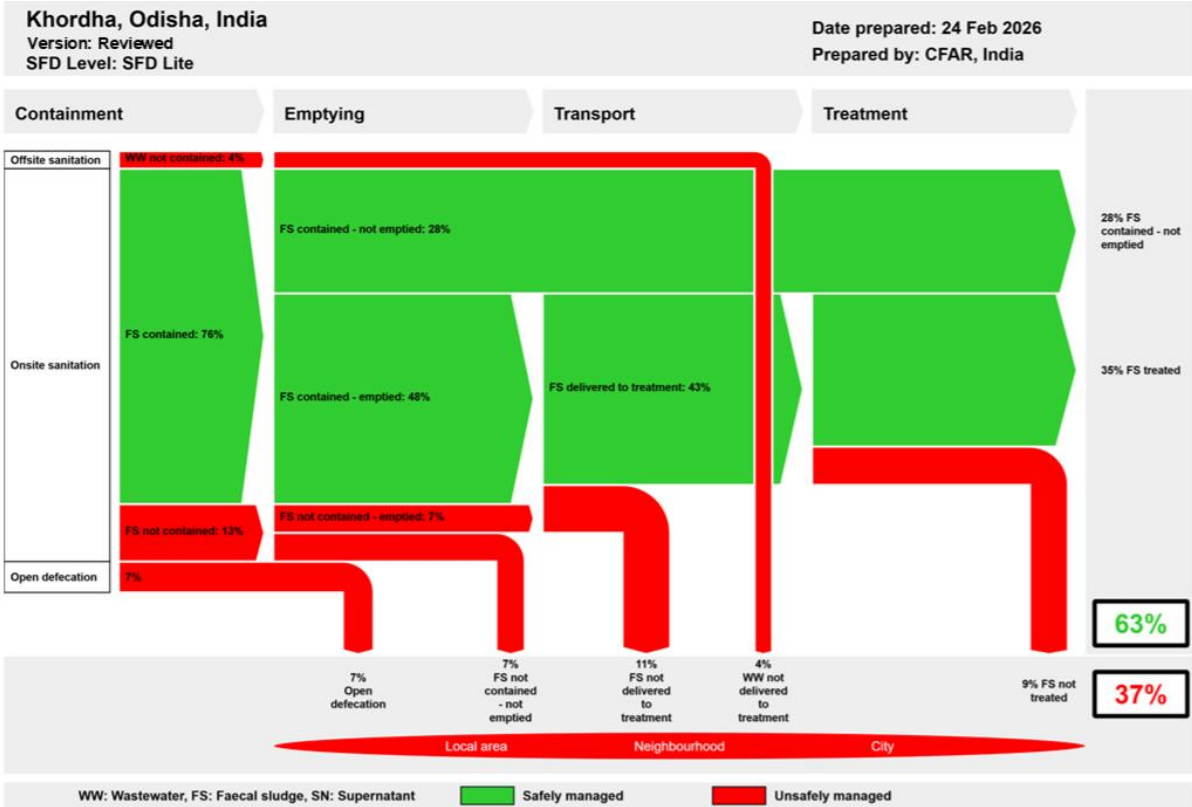 Khordha, Odisha, India
Version: Reviewed
SFD Level: SFD Lite
Date prepared: 24 Feb 2026
Prepared by: CFAR, India
Containment
Emptying
Transport
Treatment
Offsite sanitation
WW not contained: 4%
FS contained - not emptied: 28%
28% FS
contained - not
emptied
Onsite sanitation
FS contained: 76%
FS contained - emptied: 48%
FS delivered to treatment: 43%
35% FS treated
FS not contained: 13%
FS not contained - emptied: 7%
Open defecation
7%
63%
7%
Open
defecation
7%
FS not
contained
- not
emptied
11%
FS not
delivered
to
treatment
4%
WW not
delivered
to
treatment
9% FS not
treated
37%
Local area
Neighbourhood
City
WW: Wastewater, FS: Faecal sludge, SN: Supernatant
Safely managed
Unsafely managed